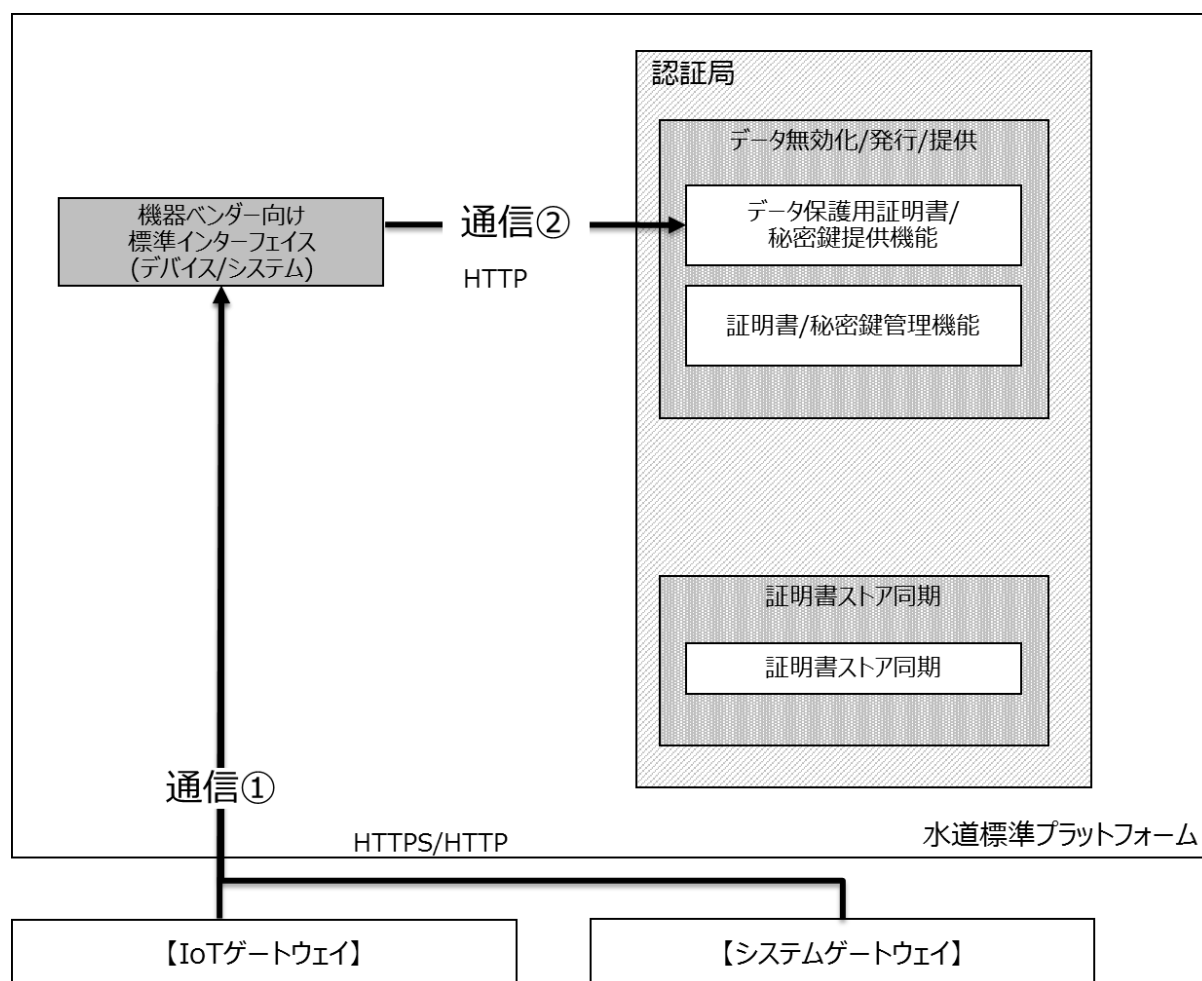 認証局
データ無効化/発行/提供
データ保護用証明書/
秘密鍵提供機能
機器ベンダー向け
標準インターフェイス
(デバイス/システム)
通信②
HTTP
証明書/秘密鍵管理機能
証明書ストア同期
証明書ストア同期
通信①
HTTPS/HTTP
水道標準プラットフォーム
【IoTゲートウェイ】
【システムゲートウェイ】